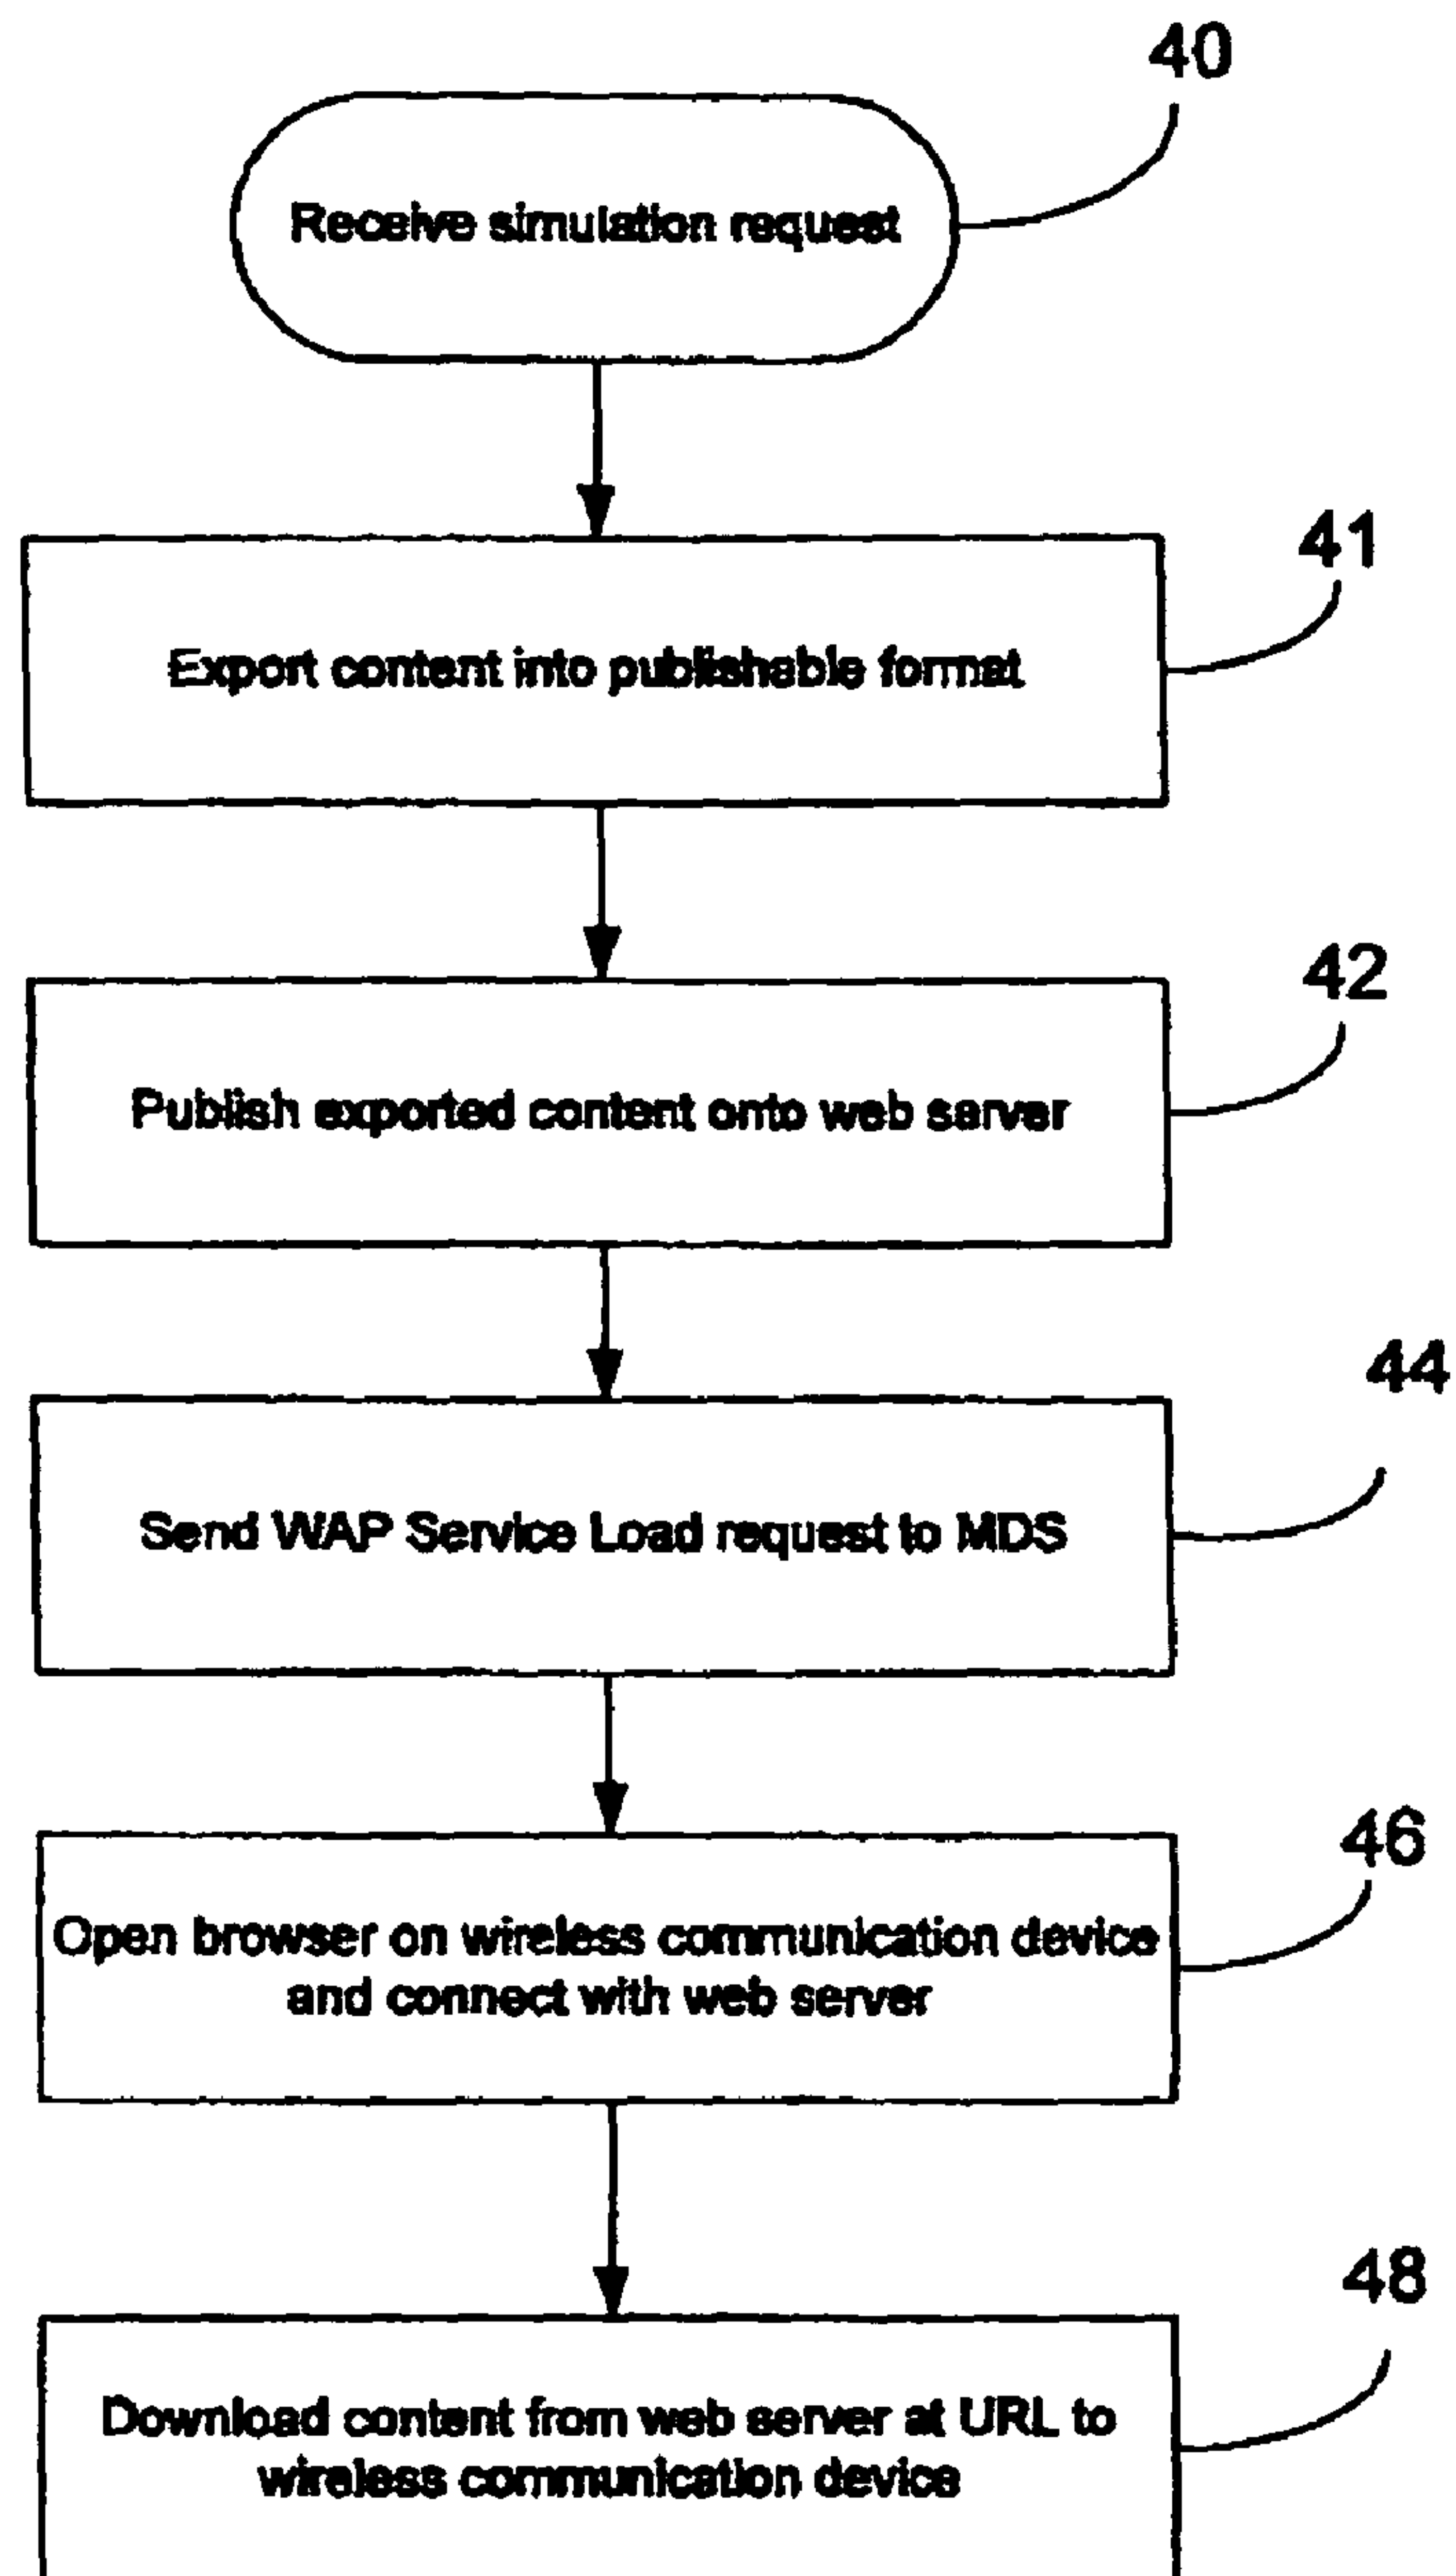 40
Receive simulation request
41
Export content into publishable format
42
Publish exported content onto web server
44
Send WAP Service Load request to MDS
46
Open browser on wireless communication device
and connect with web server
48
Download content from web server at URL to
wireless communication device